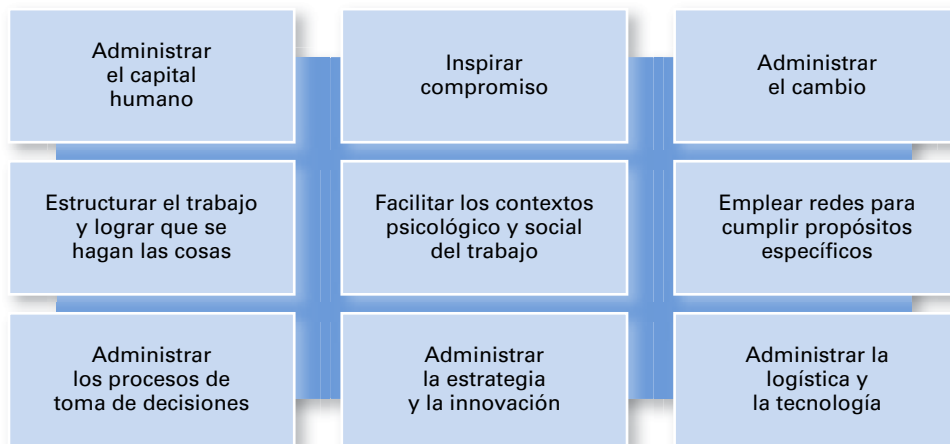 Administrar
el capital
humano
Inspirar
compromiso
Administrar
el cambio
Estructurar el trabajo
y lograr que se
hagan las cosas
Facilitar los contextos
psicológico y social
del trabajo
Emplear redes para
cumplir propósitos
específicos
Administrar
los procesos de
toma de decisiones
Administrar
la estrategia
y la innovación
Administrar la
logística y
la tecnología